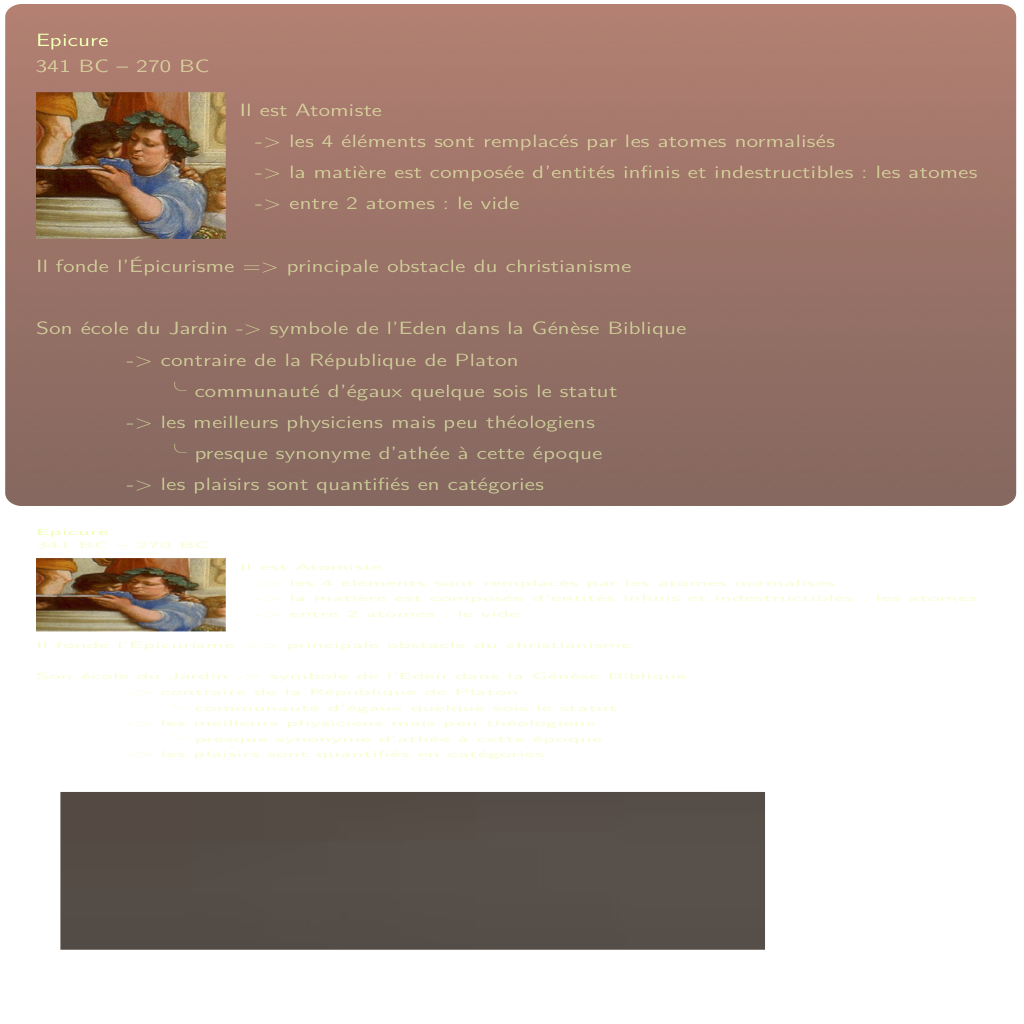 Epicure
341 BC – 270 BC
Il est Atomiste
-> les 4 éléments sont remplacés par les atomes normalisés
-> la matière est composée d'entités infinis et indestructibles : les atomes
-> entre 2 atomes : le vide
Il fonde l'Épicurisme => principale obstacle du christianisme
Son école du Jardin -> symbole de l'Eden dans la Génèse Biblique
-> contraire de la République de Platon
╰ communauté d'égaux quelque sois le statut
-> les meilleurs physiciens mais peu théologiens
╰ presque synonyme d'athée à cette époque
-> les plaisirs sont quantifiés en catégories
Epicure
341 BC – 270 BC
Il est Atomiste
-> les 4 éléments sont remplacés par les atomes normalisés
-> la matière est composée d'entités infinis et indestructibles : les atomes
-> entre 2 atomes : le vide
Il fonde l'Épicurisme => principale obstacle du christianisme
Son école du Jardin -> symbole de l'Eden dans la Génèse Biblique
-> contraire de la République de Platon
communauté d'égaux quelque sois le statut
-> les meilleurs physiciens mais peu théologiens
presque synonyme d'athée à cette époque
-> les plaisirs sont quantifiés en catégories